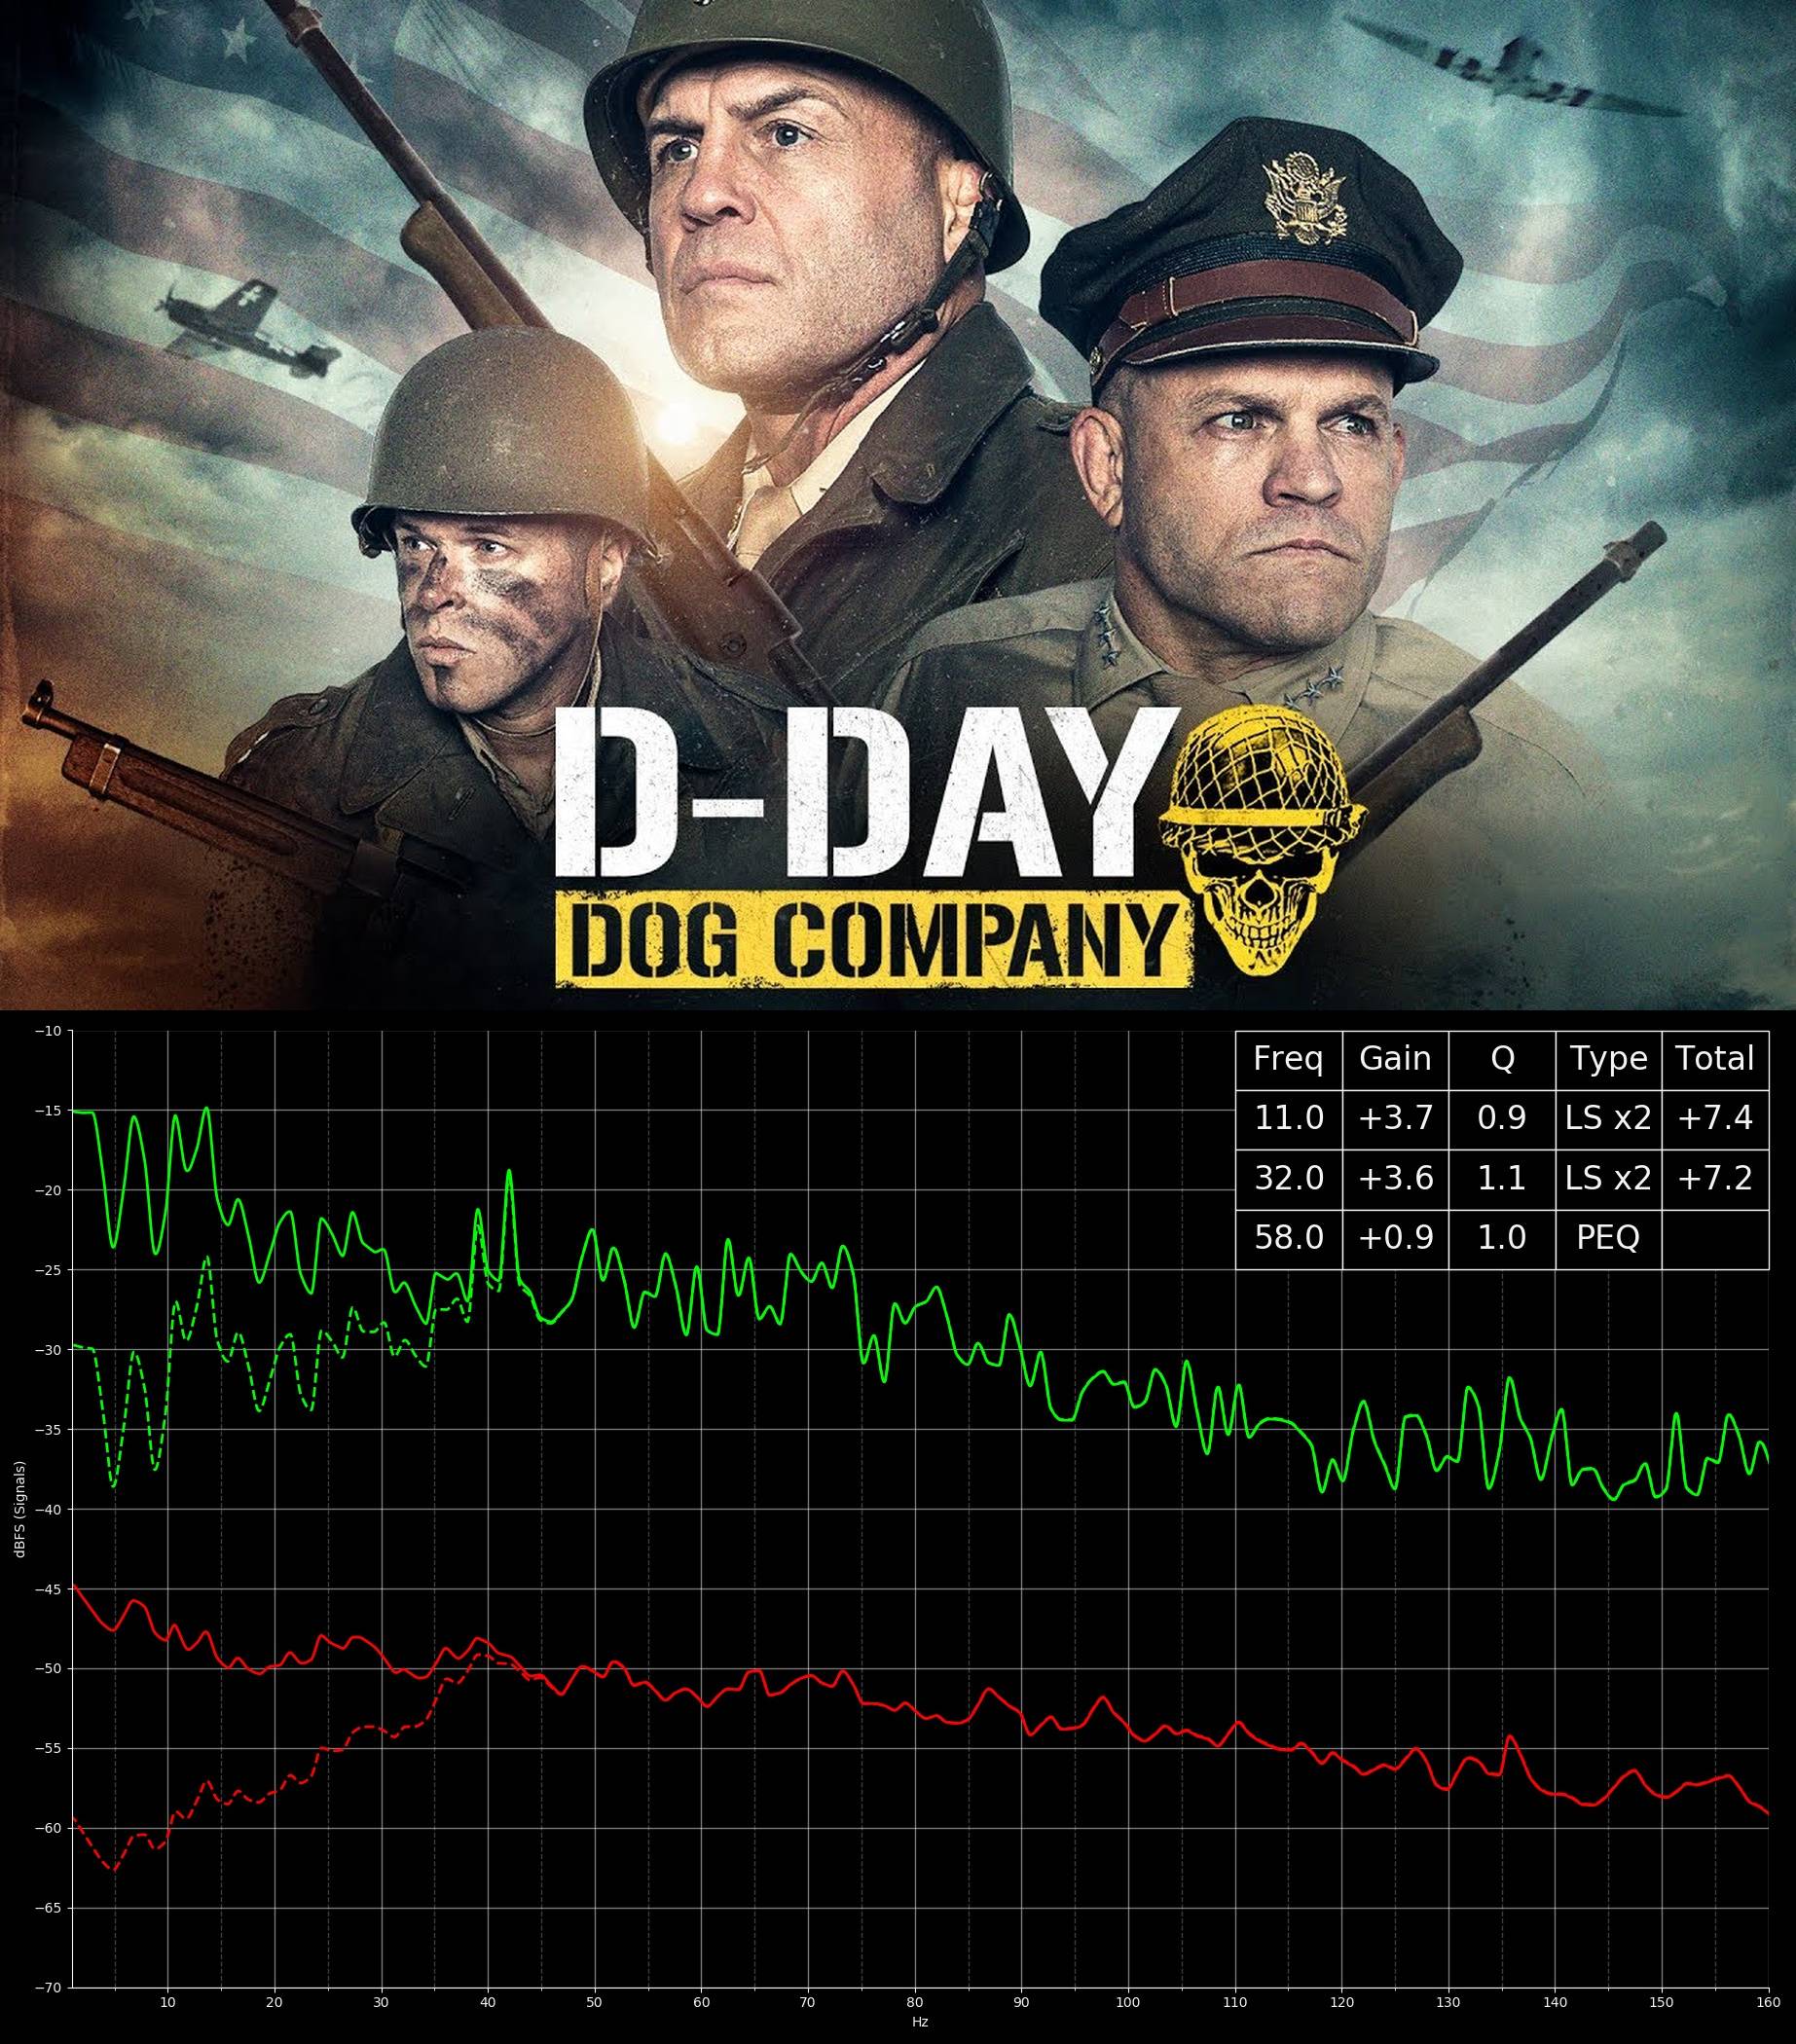 D-DAY
DOG COMPANY
Freq Gain Q Type Total
11.0 +3.7 0.9 LS x2 +7.4
32.0 +3.6 1.1 LS x2 +7.2
58.0 +0.9 1.0 PEQ
−10
−15
−20
−25
−30
−35
−40
−45
−50
−55
−60
−65
−70
dBFS (Signals)
10 20 30 40 50 60 70 80 90 100 110 120 130 140 150 160
Hz